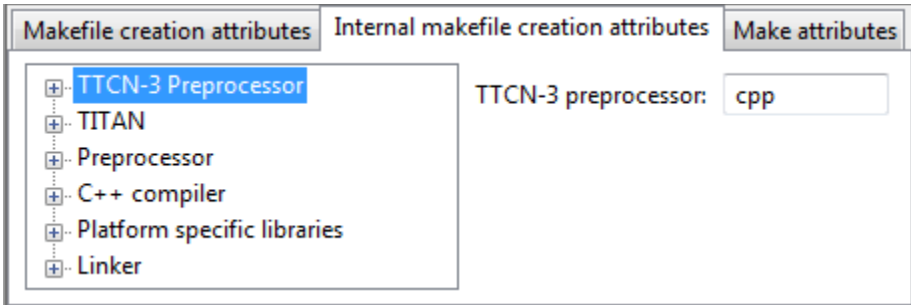 Makefile creation attributes Internal makefile creation attributes Make attributes
TTCN-3 Preprocessor
TTCN-3 preprocessor: cpp
TITAN
Preprocessor
C++ compiler
Platform specific libraries
Linker